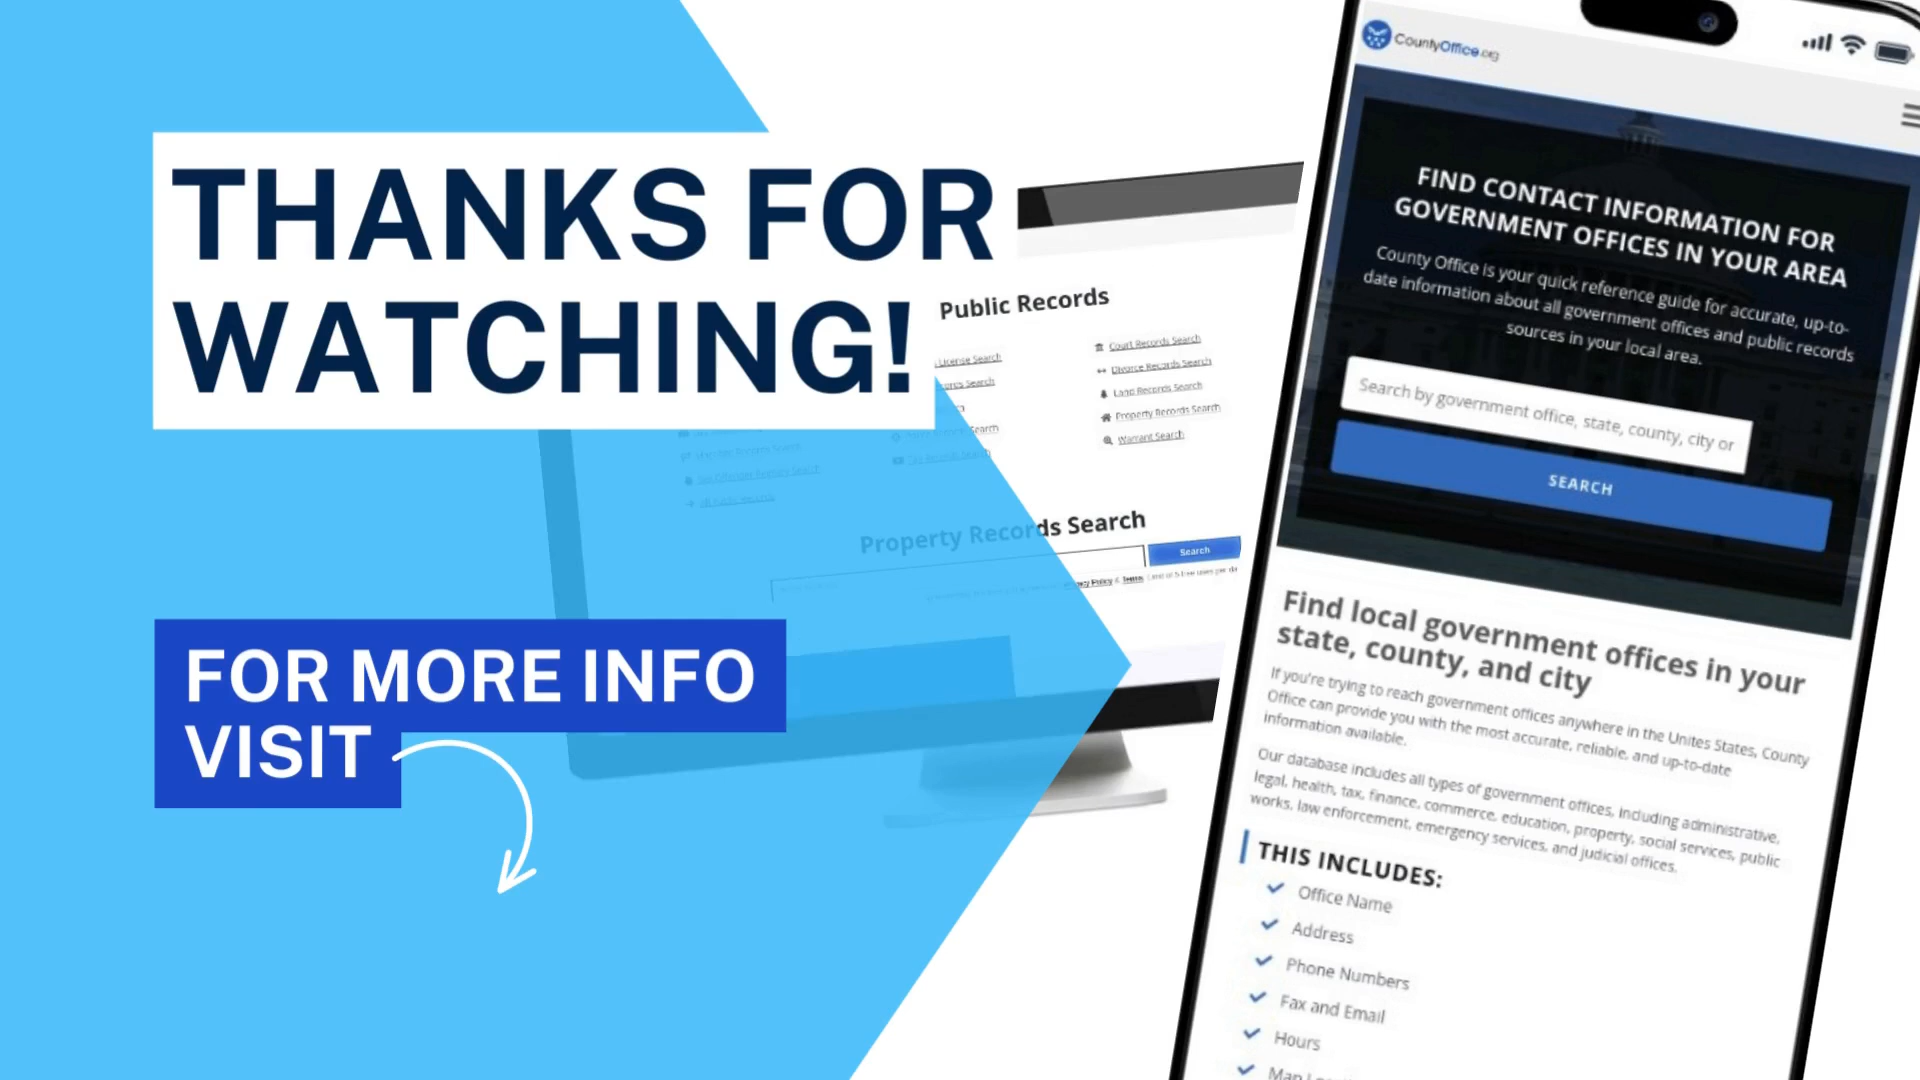 THANKS FOR
WATCHING!
FOR MORE INFO
VISIT
Public Records
License Search
Court Records Search
Divorce Records Search
Land Records Search
Property Records Search
Warrant Search
Search
Property Records Search
Search
Privacy Policy & Terms
CountyOffice.org
FIND CONTACT INFORMATION FOR
GOVERNMENT OFFICES IN YOUR AREA
County Office is your quick reference guide for accurate, up-to-
date information about all government offices and public records
sources in your local area.
Search by government office, state, county, city or
SEARCH
Find local government offices in your
state, county, and city
If you're trying to reach government offices anywhere in the Unites States, County
Office can provide you with the most accurate, reliable, and up-to-date
information available.
Our database includes all types of government offices, including administrative,
legal, health, tax, finance, commerce, education, property, social services, public
works, law enforcement, emergency services, and judicial offices.
THIS INCLUDES:
Office Name
Address
Phone Numbers
Fax and Email
Hours